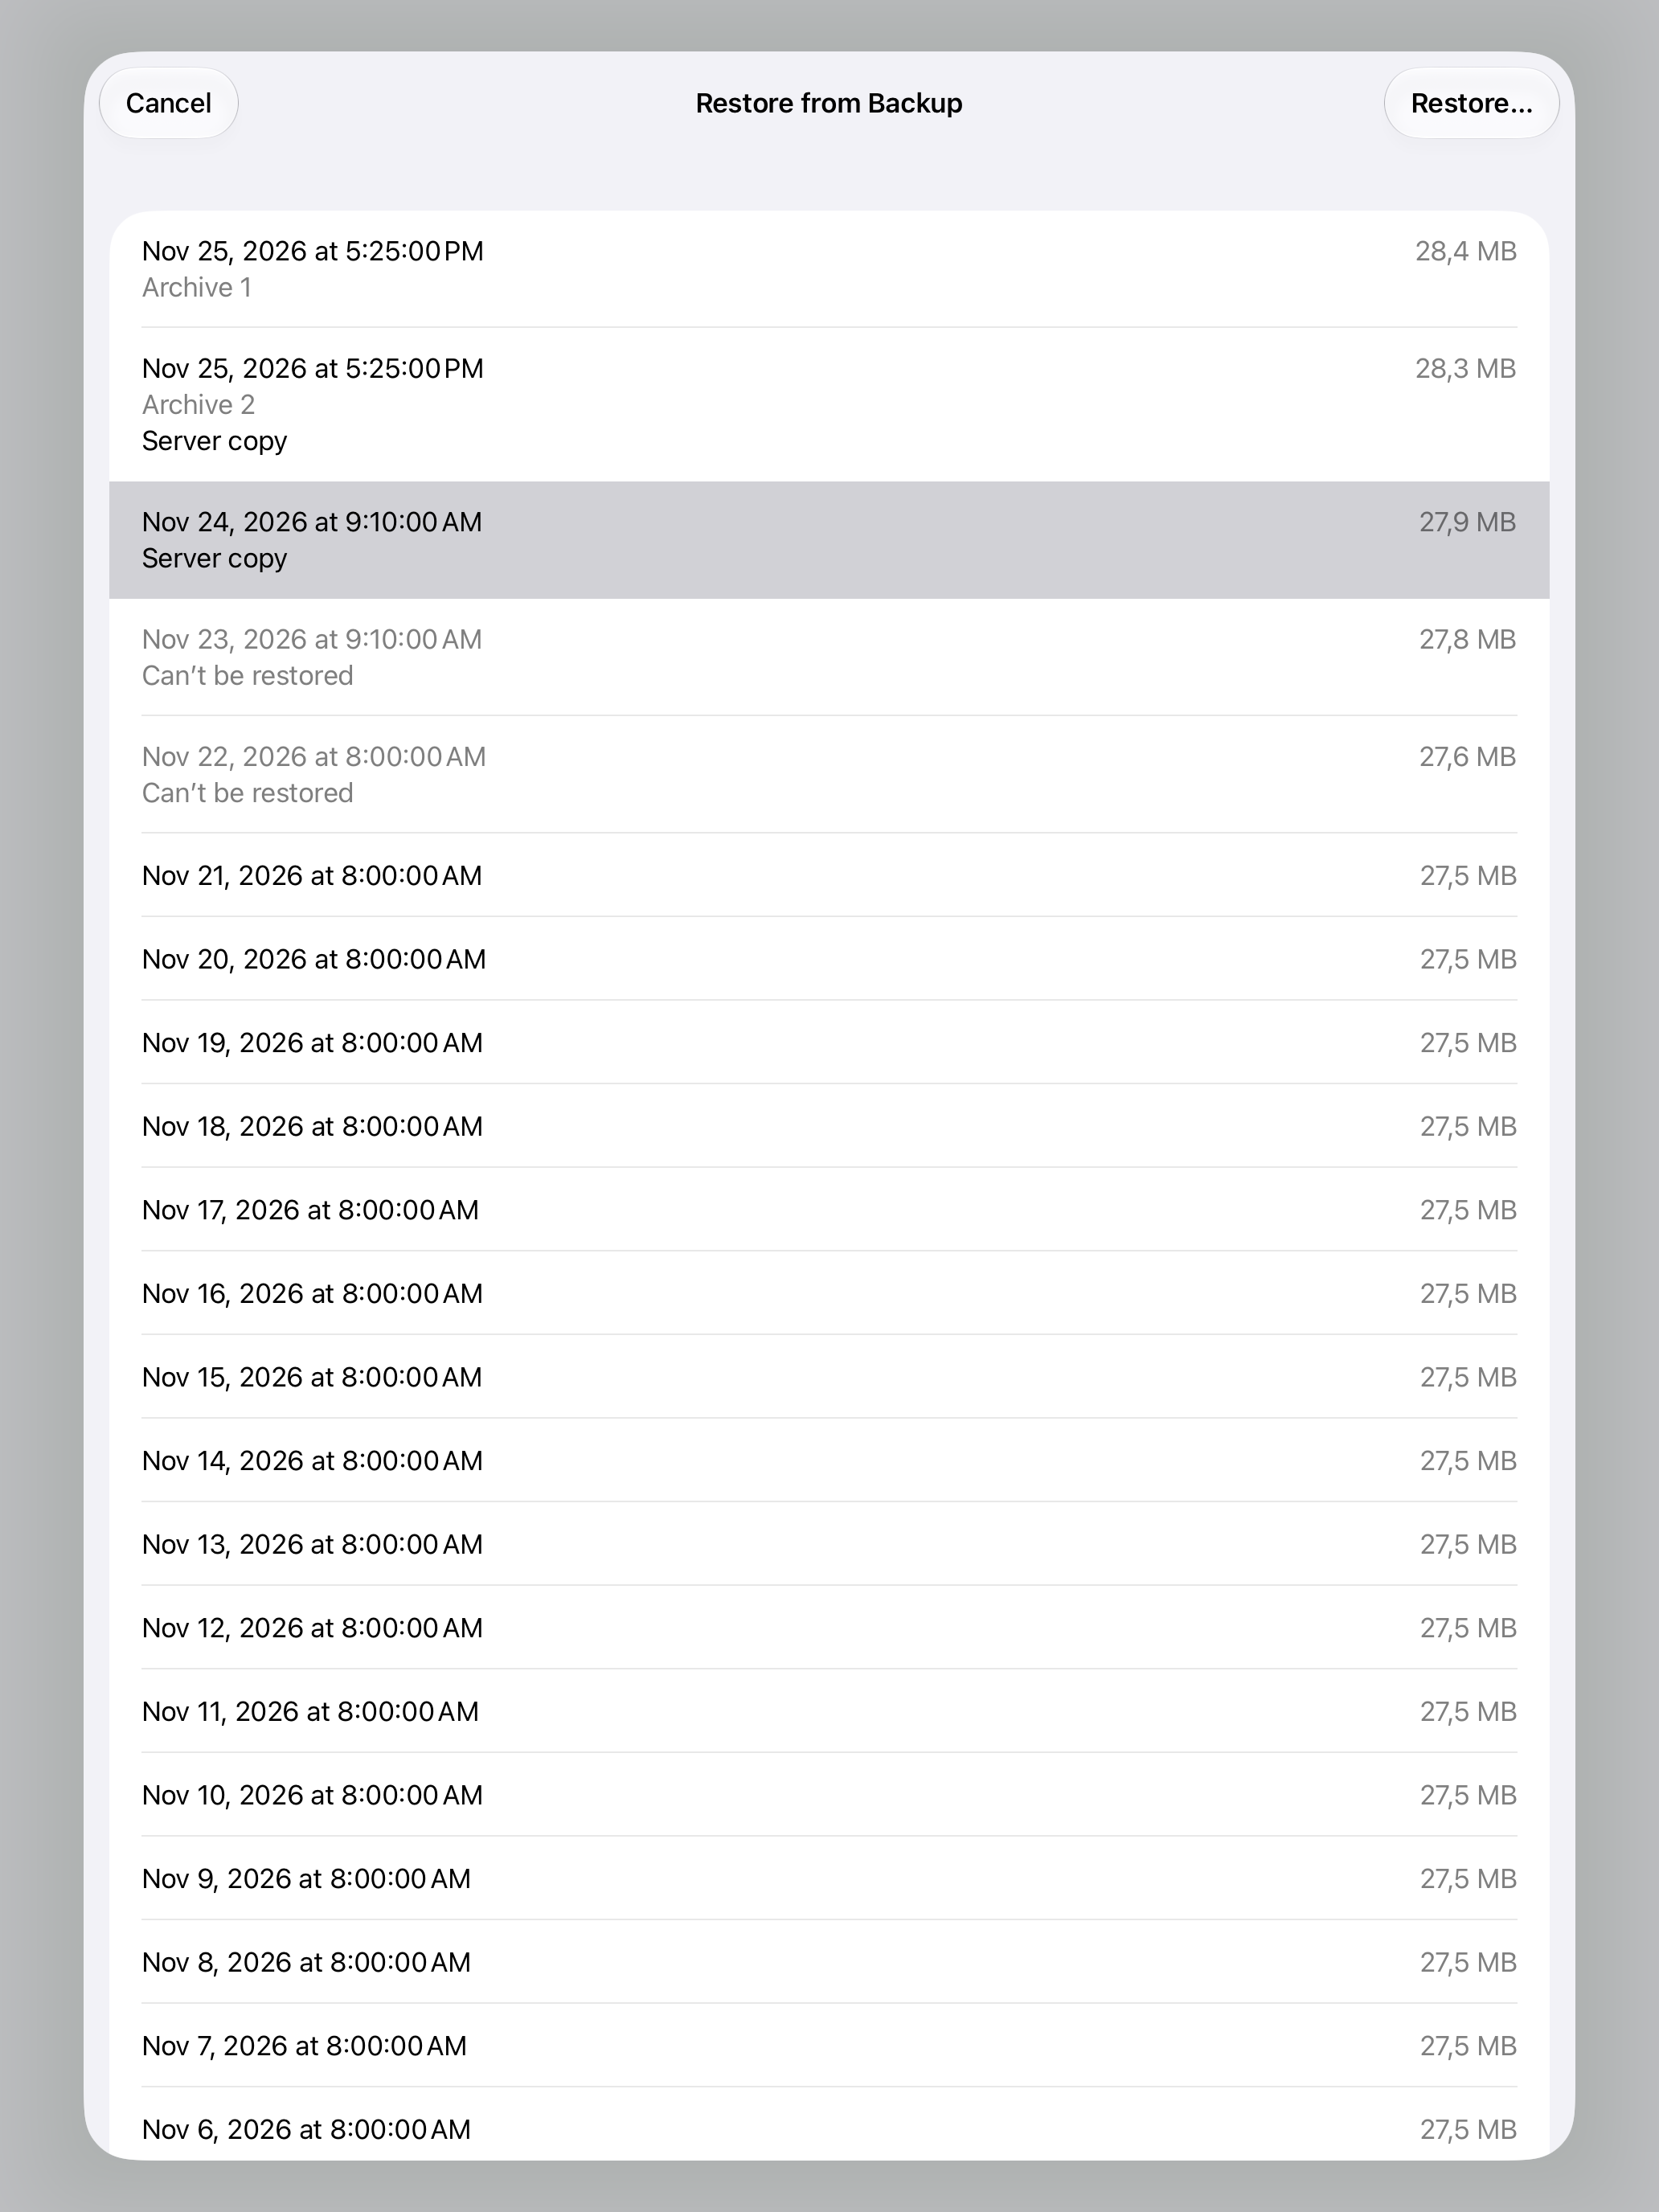 Cancel
Restore from Backup
Restore...
Nov 25, 2026 at 5:25:00 PM
28,4 MB
Archive 1
Nov 25, 2026 at 5:25:00 PM
28,3 MB
Archive 2
Server copy
Nov 24, 2026 at 9:10:00 AM
27,9 MB
Server copy
Nov 23, 2026 at 9:10:00 AM
27,8 MB
Can’t be restored
Nov 22, 2026 at 8:00:00 AM
27,6 MB
Can’t be restored
Nov 21, 2026 at 8:00:00 AM
27,5 MB
Nov 20, 2026 at 8:00:00 AM
27,5 MB
Nov 19, 2026 at 8:00:00 AM
27,5 MB
Nov 18, 2026 at 8:00:00 AM
27,5 MB
Nov 17, 2026 at 8:00:00 AM
27,5 MB
Nov 16, 2026 at 8:00:00 AM
27,5 MB
Nov 15, 2026 at 8:00:00 AM
27,5 MB
Nov 14, 2026 at 8:00:00 AM
27,5 MB
Nov 13, 2026 at 8:00:00 AM
27,5 MB
Nov 12, 2026 at 8:00:00 AM
27,5 MB
Nov 11, 2026 at 8:00:00 AM
27,5 MB
Nov 10, 2026 at 8:00:00 AM
27,5 MB
Nov 9, 2026 at 8:00:00 AM
27,5 MB
Nov 8, 2026 at 8:00:00 AM
27,5 MB
Nov 7, 2026 at 8:00:00 AM
27,5 MB
Nov 6, 2026 at 8:00:00 AM
27,5 MB